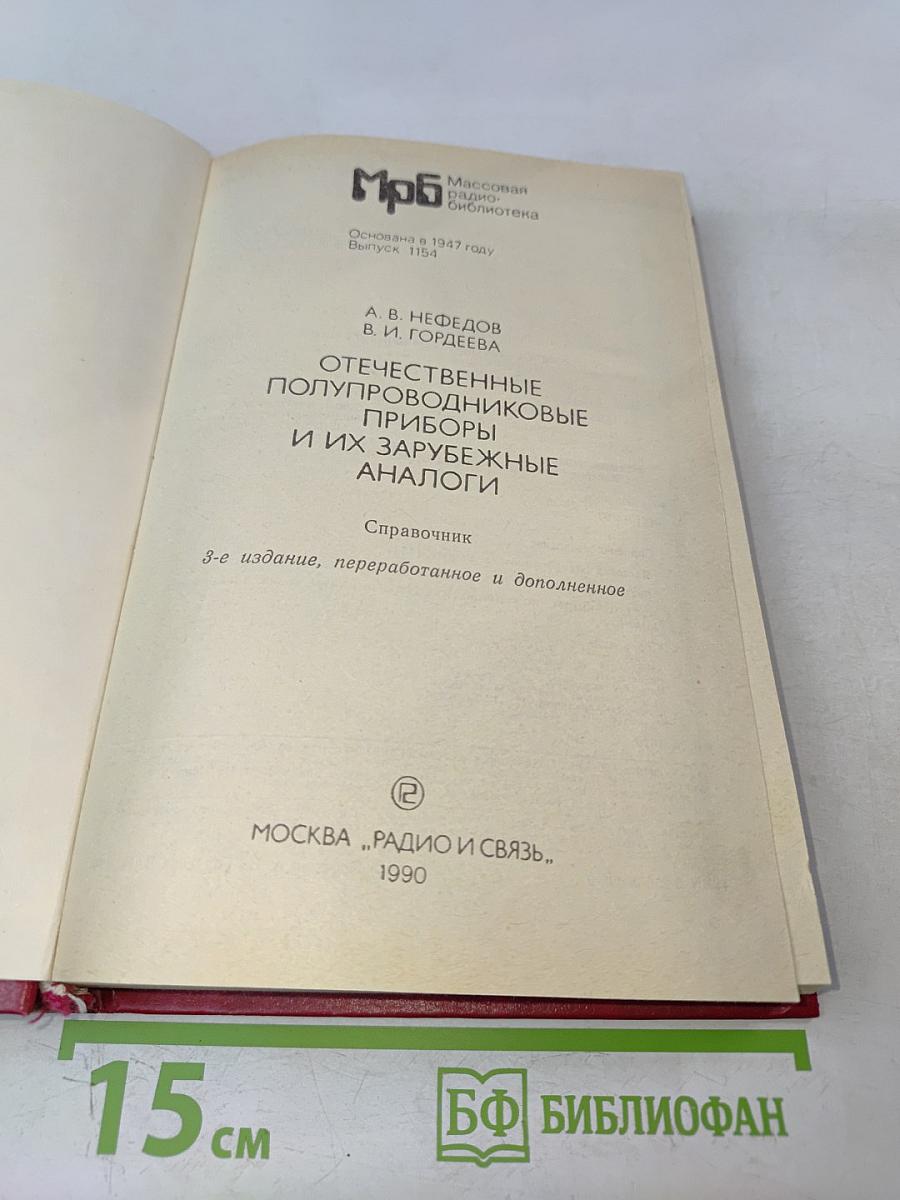 МРБ Массовая
радио-
библиотека
Основана в 1947 году
Выпуск 1154
А. В. НЕФЕДОВ
В. И. ГОРДЕЕВА
ОТЕЧЕСТВЕННЫЕ
ПОЛУПРОВОДНИКОВЫЕ
ПРИБОРЫ
И ИХ ЗАРУБЕЖНЫЕ
АНАЛОГИ
Справочник
3-е издание, переработанное и дополненное
МОСКВА „РАДИО И СВЯЗЬ„
1990
15 см
БФ БИБЛИОФАН